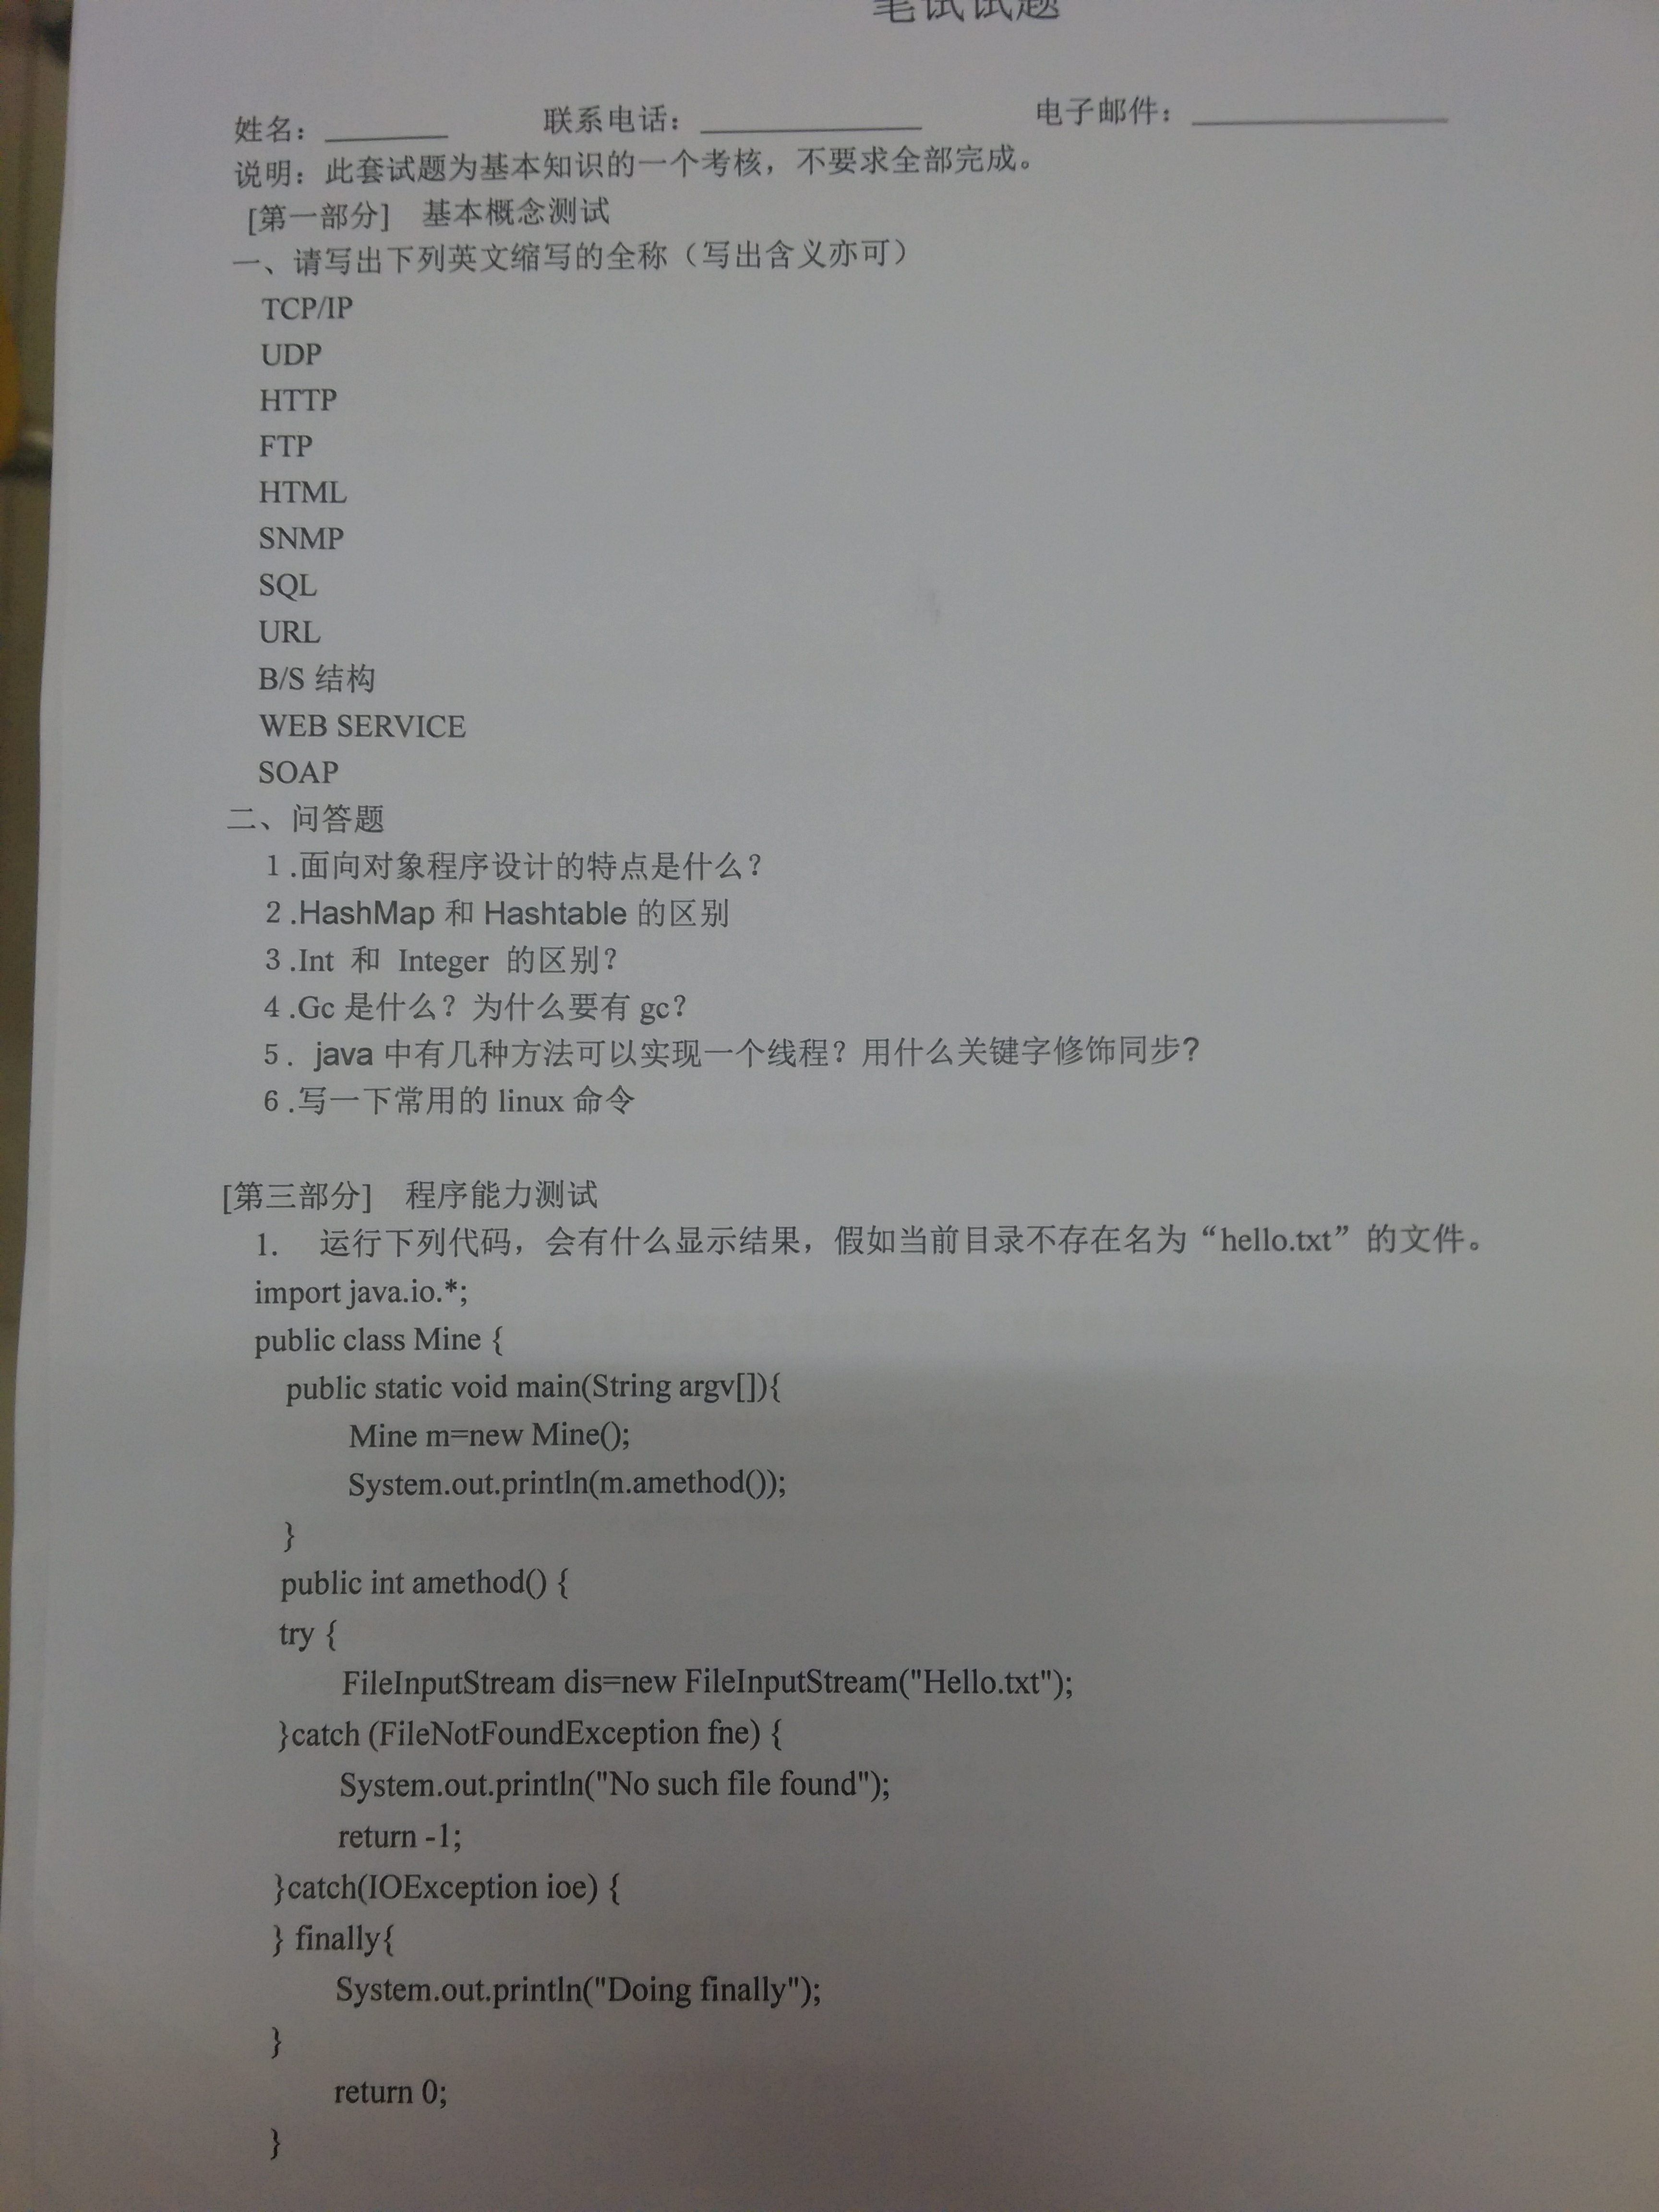 笔试试题
姓名：________ 联系电话：______________ 电子邮件：________________
说明：此套试题为基本知识的一个考核，不要求全部完成。
[第一部分] 基本概念测试
一、请写出下列英文缩写的全称（写出含义亦可）
TCP/IP
UDP
HTTP
FTP
HTML
SNMP
SQL
URL
B/S 结构
WEB SERVICE
SOAP
二、问答题
1.面向对象程序设计的特点是什么？
2.HashMap 和 Hashtable 的区别
3.Int 和 Integer 的区别？
4.Gc 是什么？为什么要有 gc？
5. java 中有几种方法可以实现一个线程？用什么关键字修饰同步?
6.写一下常用的 linux 命令
[第三部分] 程序能力测试
1. 运行下列代码，会有什么显示结果，假如当前目录不存在名为“hello.txt”的文件。
import java.io.*;
public class Mine {
public static void main(String argv[]){
Mine m=new Mine();
System.out.println(m.amethod());
}
public int amethod() {
try {
FileInputStream dis=new FileInputStream("Hello.txt");
}catch (FileNotFoundException fne) {
System.out.println("No such file found");
return -1;
}catch(IOException ioe) {
} finally{
System.out.println("Doing finally");
}
return 0;
}